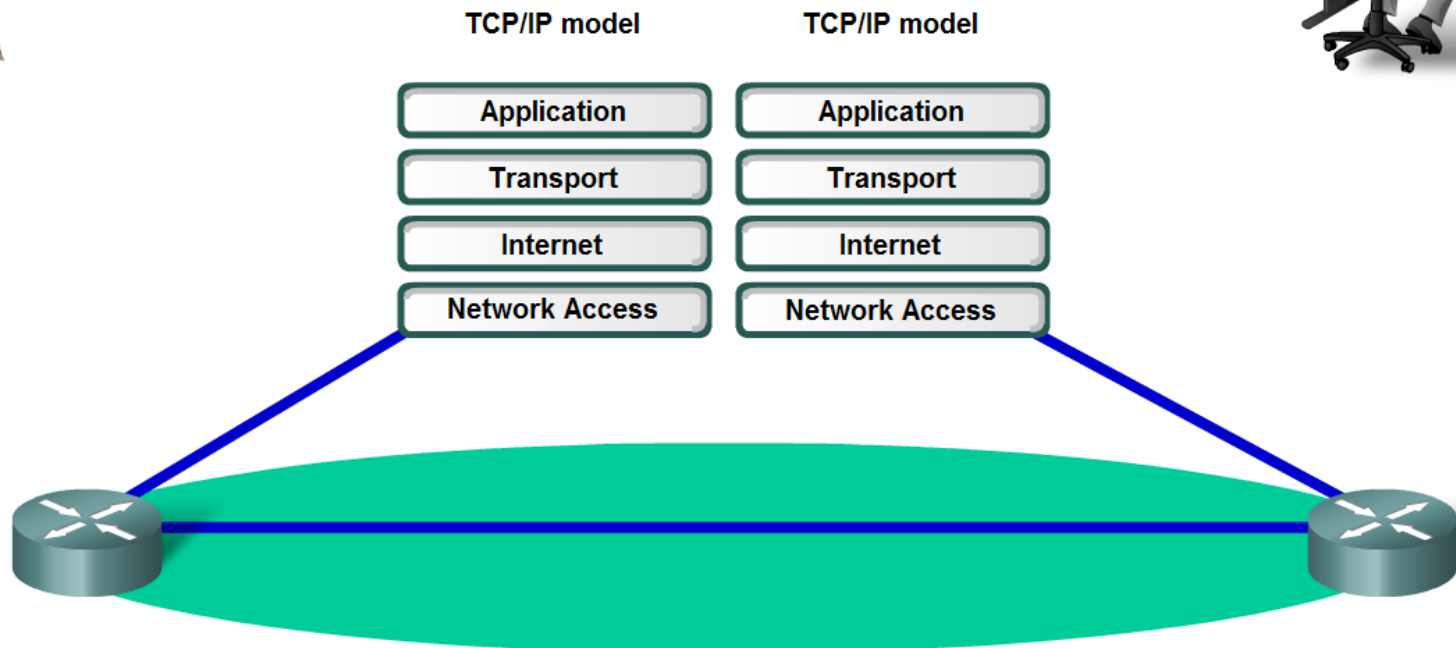 TCP/IP model TCP/IP model
Application Application
Transport Transport
Internet Internet
Network Access Network Access